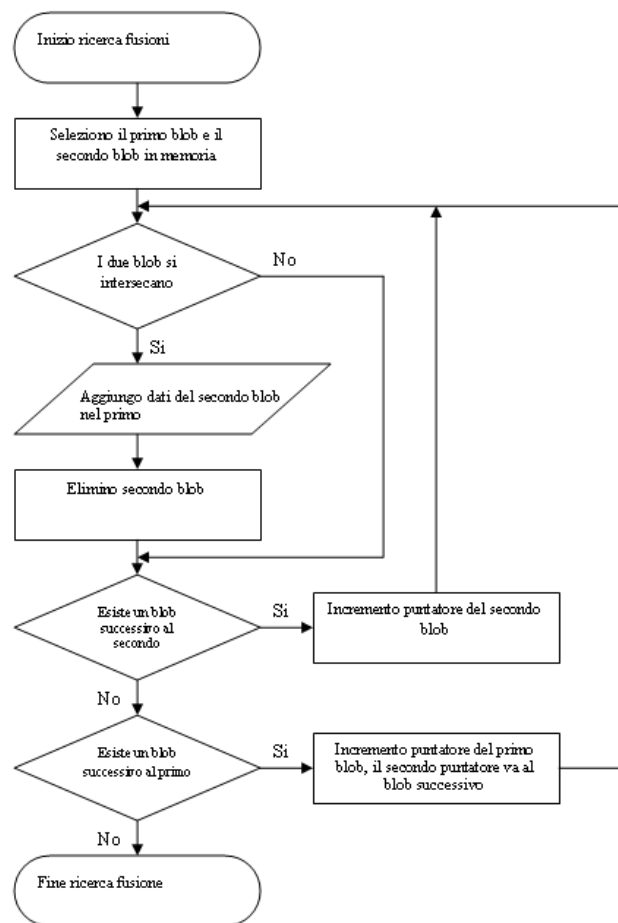 Inizio ricerca fusioni
Seleziono il primo blob e il
secondo blob in memoria
I due blob si
intersecano
No
Si
Aggiungo dati del secondo blob
nel primo
Elimino secondo blob
Esiste un blob
successivo al
secondo
Si
Incremento puntatore del secondo
blob
No
Esiste un blob
successivo al primo
Si
Incremento puntatore del primo
blob, il secondo puntatore va al
blob successivo
No
Fine ricerca fusione